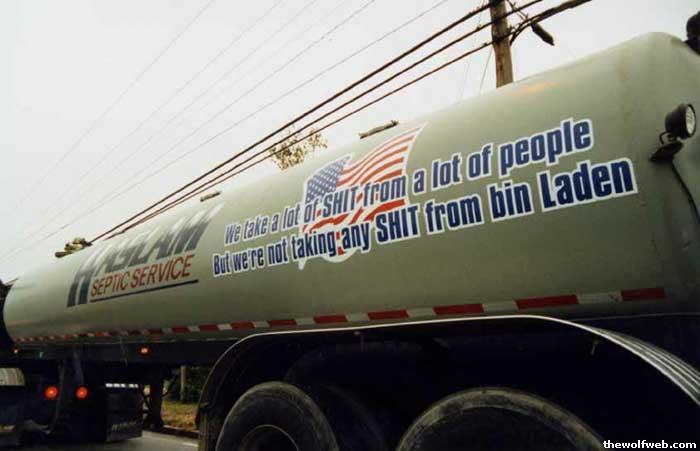 We take a lot of SHIT from a lot of people
But we're not taking any SHIT from bin Laden
HASLAM
SEPTIC SERVICE
thewolfweb.com